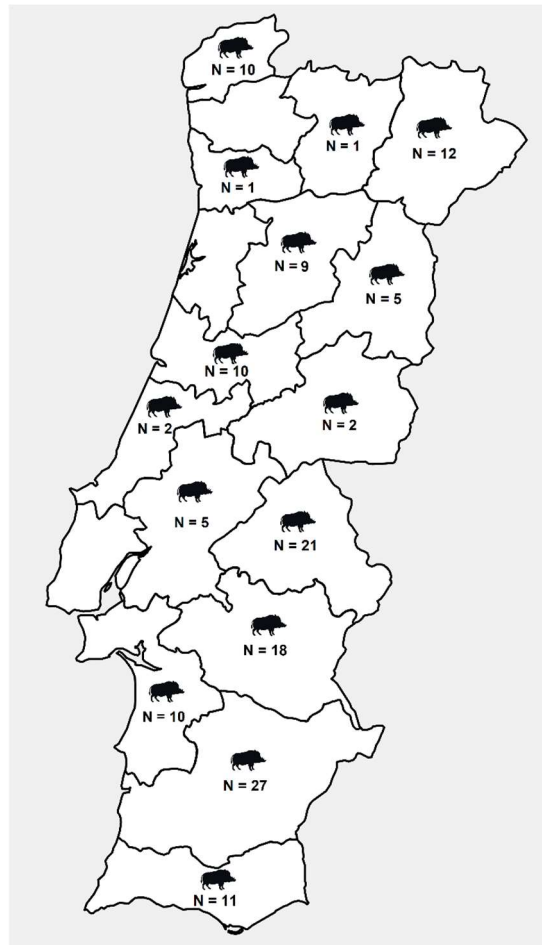 N = 10
N = 1
N = 12
N = 1
N = 9
N = 5
N = 10
N = 2
N = 2
N = 5
N = 21
N = 18
N = 10
N = 27
N = 11